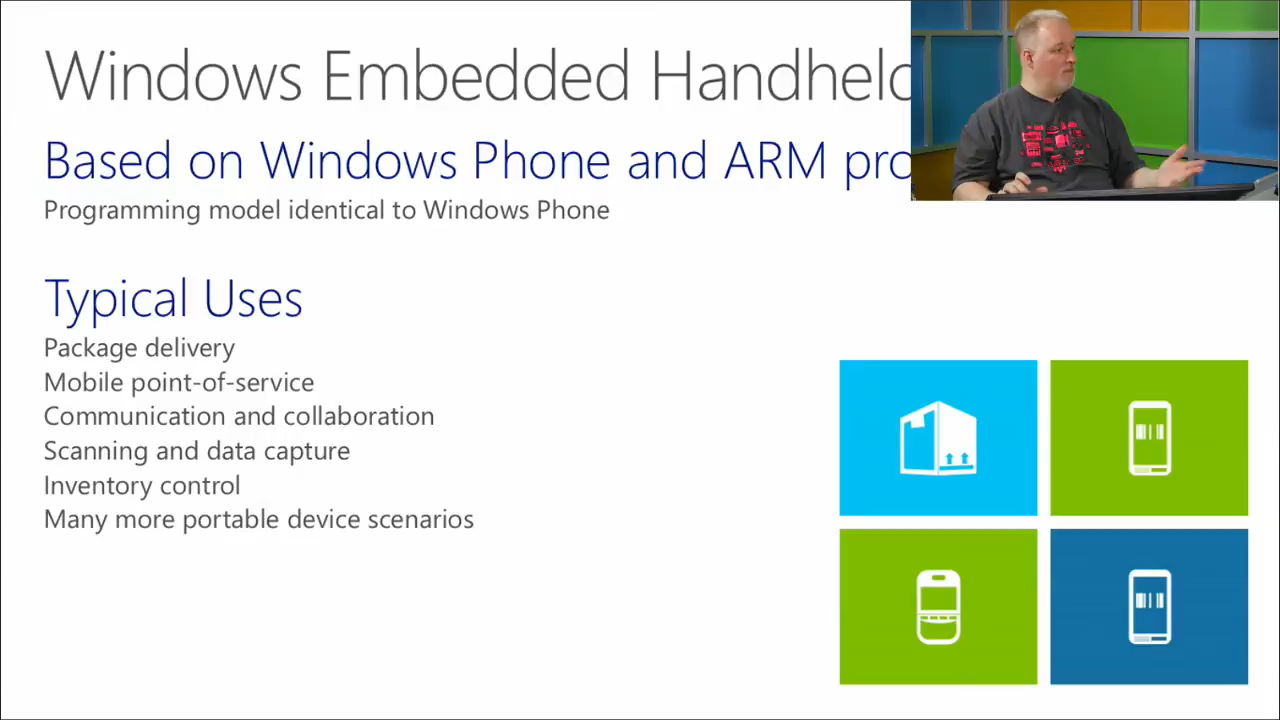 Windows Embedded Handheld
Based on Windows Phone and ARM pro
Programming model identical to Windows Phone
Typical Uses
Package delivery
Mobile point-of-service
Communication and collaboration
Scanning and data capture
Inventory control
Many more portable device scenarios